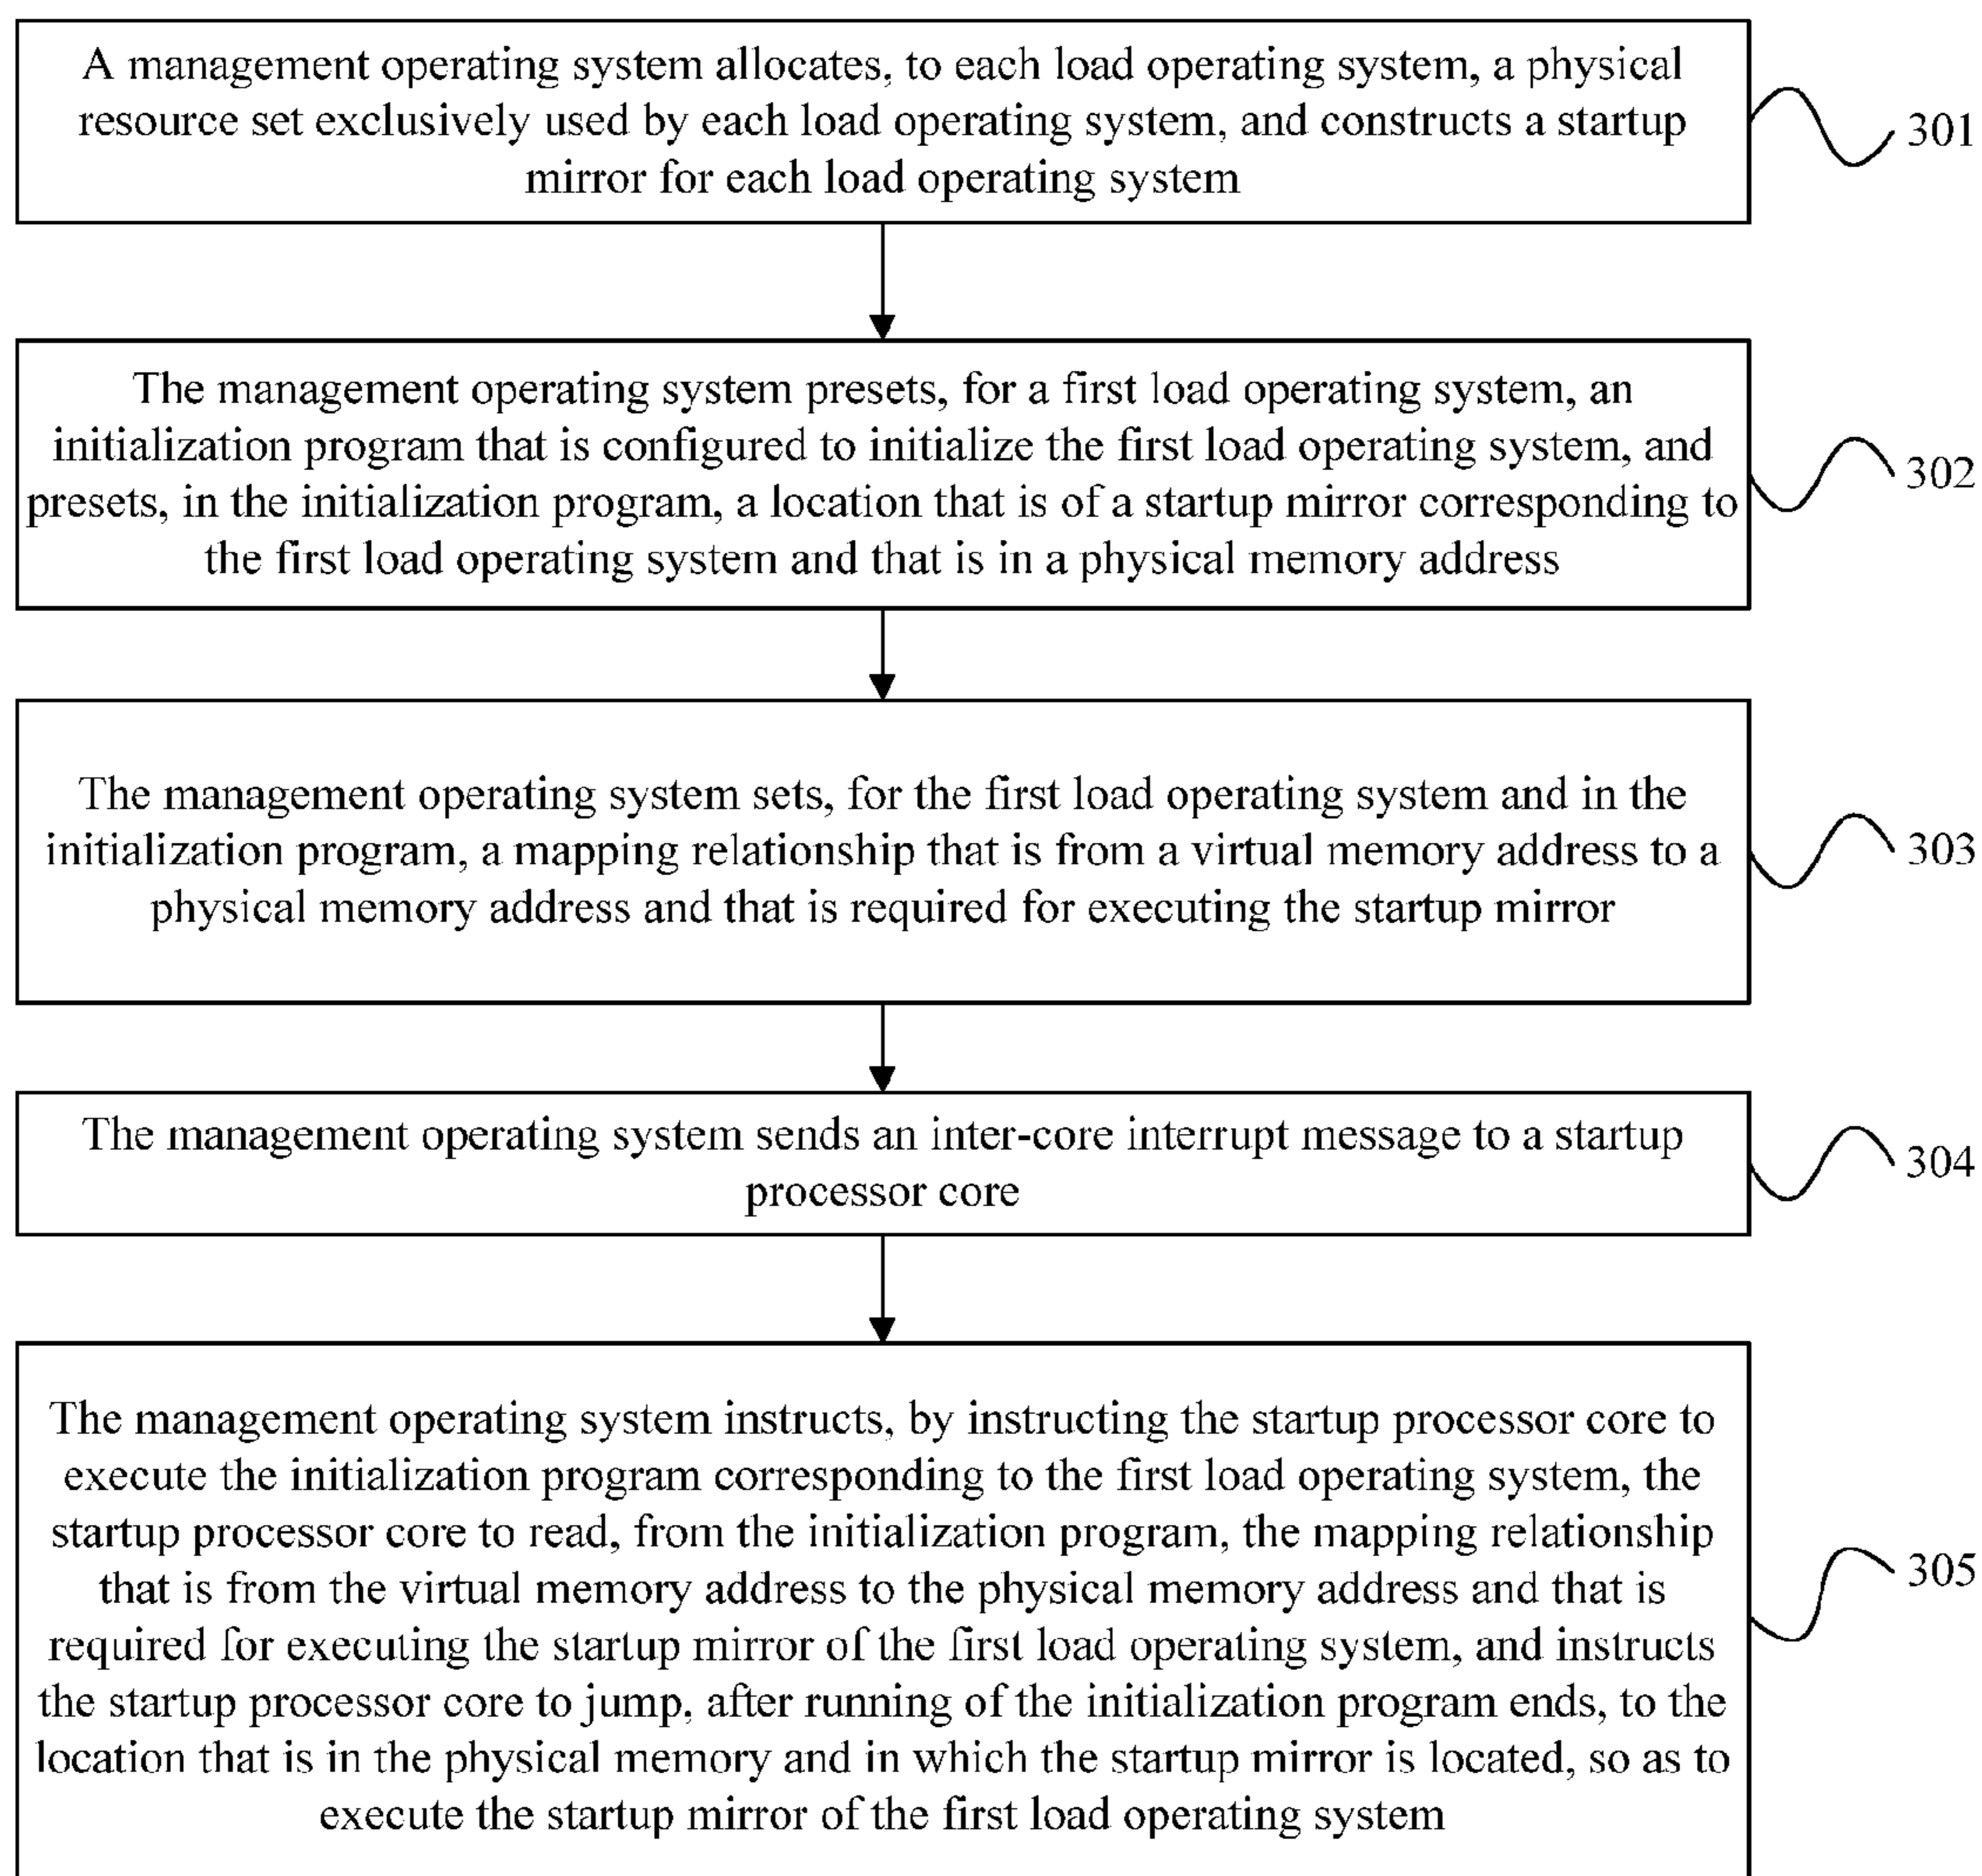 A management operating system allocates, to each load operating system, a physical
resource set exclusively used by each load operating system, and constructs a startup
mirror for each load operating system
301
The management operating system presets, for a first load operating system, an
initialization program that is configured to initialize the first load operating system, and
presets, in the initialization program, a location that is of a startup mirror corresponding to
the first load operating system and that is in a physical memory address
302
The management operating system sets, for the first load operating system and in the
initialization program, a mapping relationship that is from a virtual memory address to a
physical memory address and that is required for executing the startup mirror
303
The management operating system sends an inter-core interrupt message to a startup
processor core
304
The management operating system instructs, by instructing the startup processor core to
execute the initialization program corresponding to the first load operating system, the
startup processor core to read, from the initialization program, the mapping relationship
that is from the virtual memory address to the physical memory address and that is
required for executing the startup mirror of the first load operating system, and instructs
the startup processor core to jump, after running of the initialization program ends, to the
location that is in the physical memory and in which the startup mirror is located, so as to
execute the startup mirror of the first load operating system
305